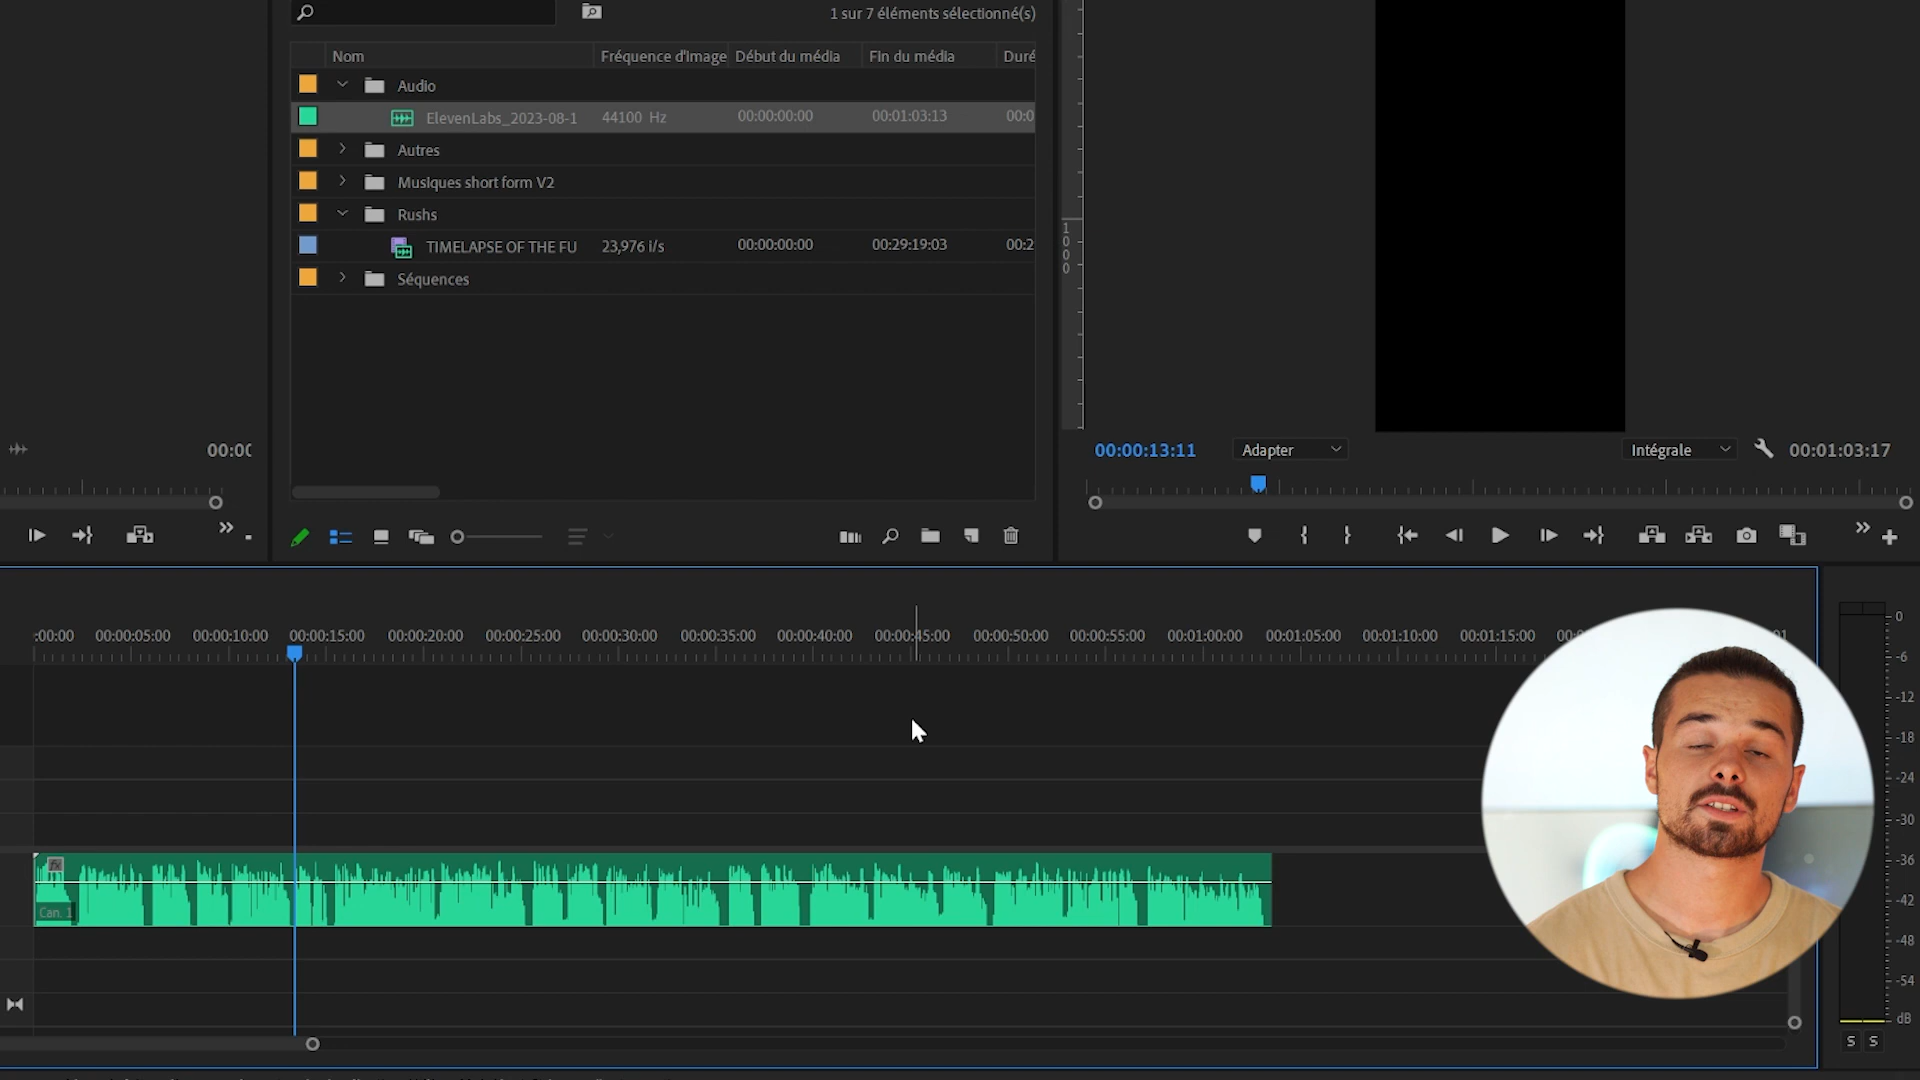 1 sur 7 éléments sélectionné(s)
Nom Fréquence d'image Début du média Fin du média Duré
Audio
ElevenLabs_2023-08-1 44100 Hz 00:00:00:00 00:01:03:13 00:0
Autres
Musiques short form V2
Rushs
TIMELAPSE OF THE FU 23,976 i/s 00:00:00:00 00:29:19:03 00:2
Séquences
1000
00:0(
00:00:13:11 Adapter Intégrale 00:01:03:17
:00:00 00:00:05:00 00:00:10:00 00:00:15:00 00:00:20:00 00:00:25:00 00:00:30:00 00:00:35:00 00:00:40:00 00:00:45:00 00:00:50:00 00:00:55:00 00:01:00:00 00:01:05:00 00:01:10:00 00:01:15:00
fx
Can. 1
0
-6
-12
-18
-24
-30
-36
-42
-48
-54
dB
S S